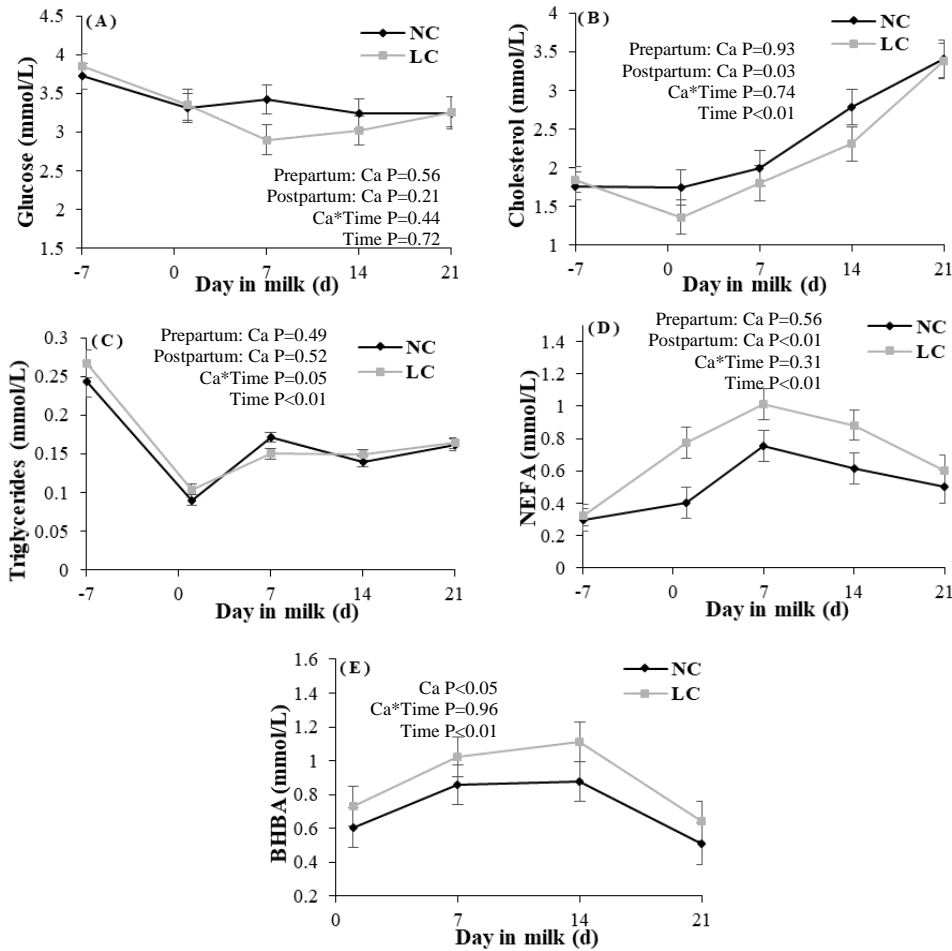 (A)
NC
LC
Glucose (mmol/L)
4
3.5
3
2.5
2
1.5
Prepartum: Ca P=0.56
Postpartum: Ca P=0.21
Ca*Time P=0.44
Time P=0.72
-7
0
7
14
21
Day in milk (d)
(B)
NC
LC
Cholesterol (mmol/L)
4
3.5
3
2.5
2
1.5
1
Prepartum: Ca P=0.93
Postpartum: Ca P=0.03
Ca*Time P=0.74
Time P<0.01
-7
0
7
14
21
Day in milk (d)
(C)
NC
LC
Triglycerides (mmol/L)
0.3
0.25
0.2
0.15
0.1
0.05
0
Prepartum: Ca P=0.49
Postpartum: Ca P=0.52
Ca*Time P=0.05
Time P<0.01
-7
0
7
14
21
Day in milk (d)
(D)
NC
LC
NEFA (mmol/L)
1.4
1.2
1
0.8
0.6
0.4
0.2
0
Prepartum: Ca P=0.56
Postpartum: Ca P<0.01
Ca*Time P=0.31
Time P<0.01
-7
0
7
14
21
Day in milk (d)
(E)
NC
LC
BHBA (mmol/L)
1.6
1.4
1.2
1
0.8
0.6
0.4
0.2
Ca P<0.05
Ca*Time P=0.96
Time P<0.01
0
7
14
21
Day in milk (d)